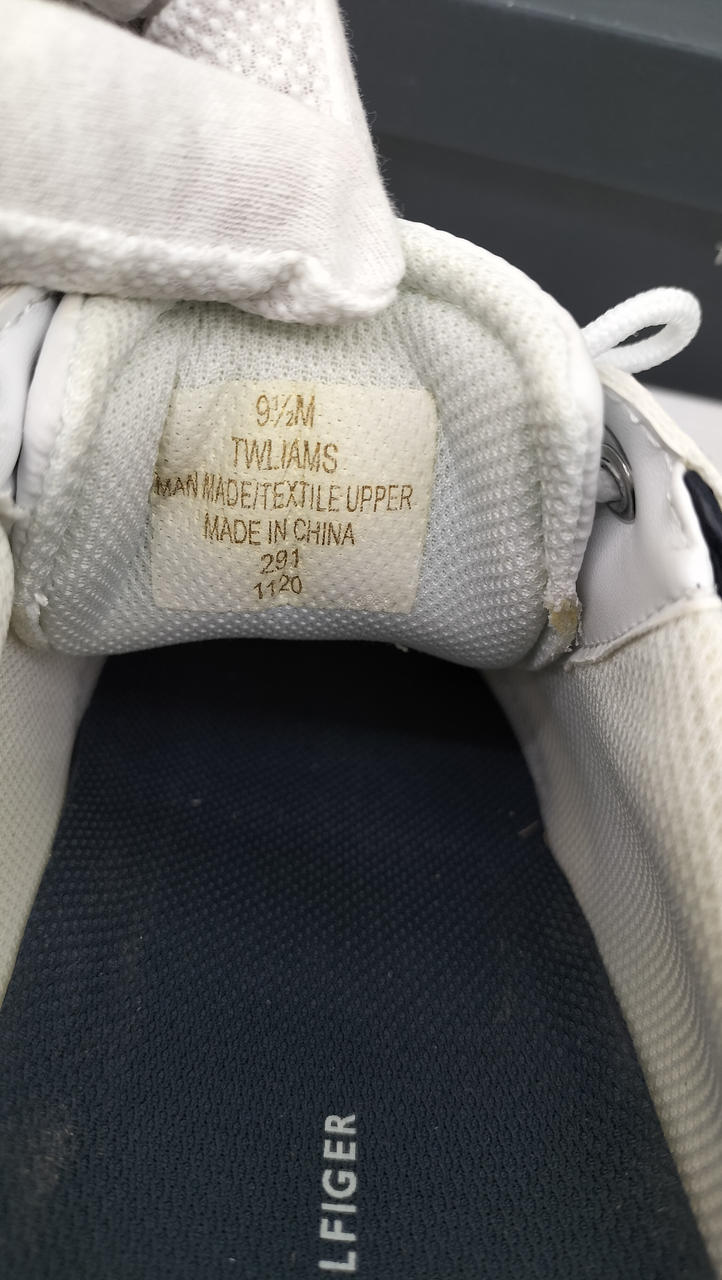 9½M
TWLIAMS
MAN MADE/TEXTILE UPPER
MADE IN CHINA
291
1120
LFIGER